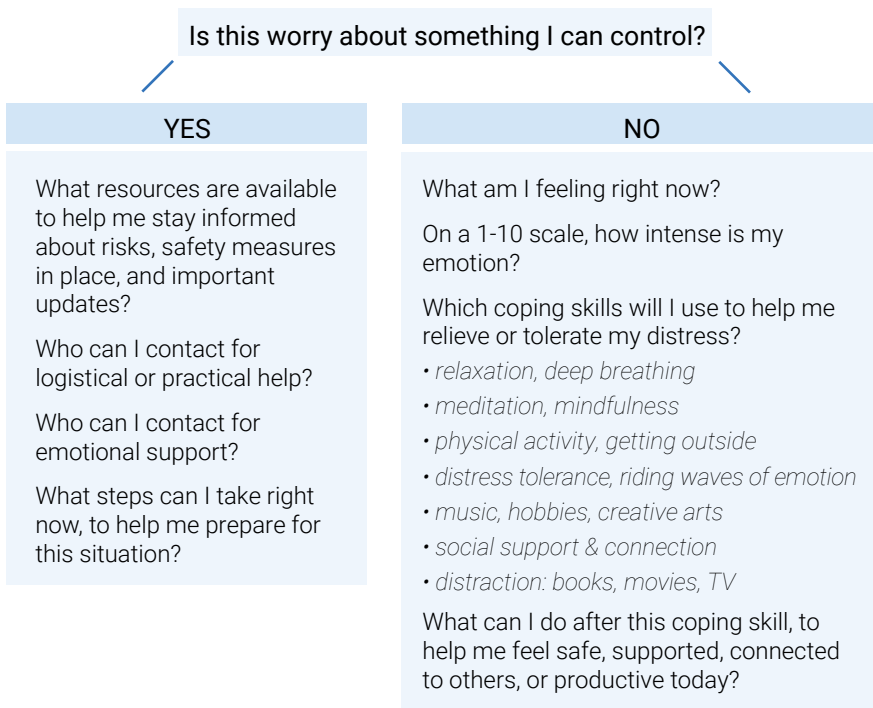 Is this worry about something I can control?
YES
What resources are available
to help me stay informed
about risks, safety measures
in place, and important
updates?
Who can I contact for
logistical or practical help?
Who can I contact for
emotional support?
What steps can I take right
now, to help me prepare for
this situation?
NO
What am I feeling right now?
On a 1-10 scale, how intense is my
emotion?
Which coping skills will I use to help me
relieve or tolerate my distress?
• relaxation, deep breathing
• meditation, mindfulness
• physical activity, getting outside
• distress tolerance, riding waves of emotion
• music, hobbies, creative arts
• social support & connection
• distraction: books, movies, TV
What can I do after this coping skill, to
help me feel safe, supported, connected
to others, or productive today?